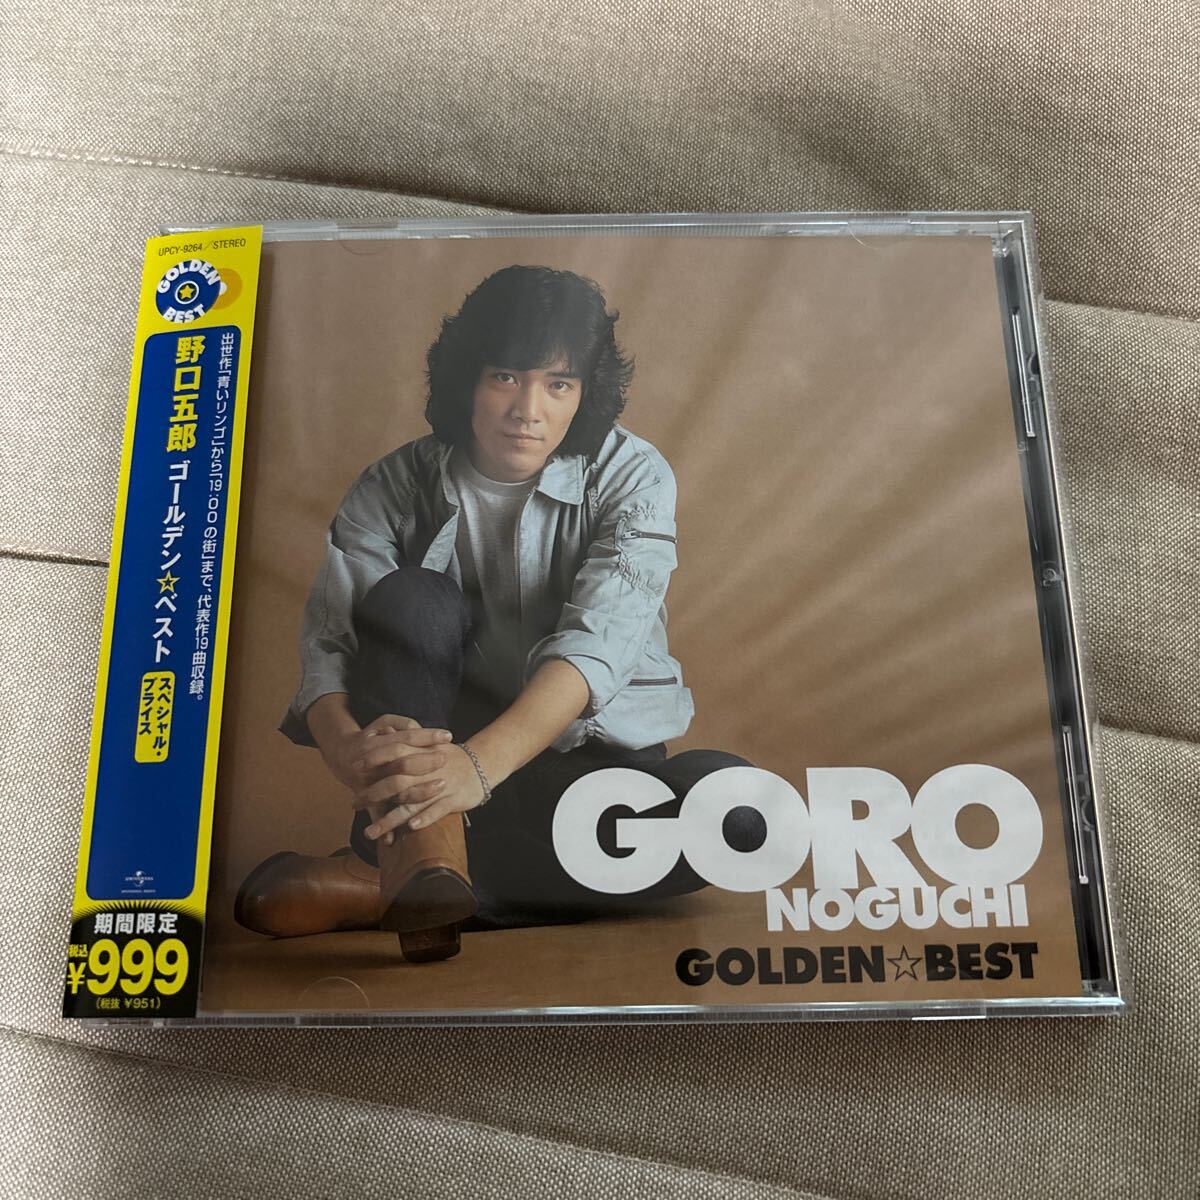 UPCY-9264/STEREO
GOLDEN
BEST
出世作「青いリンゴ」から「19:00の街」まで、代表作19曲収録。
野口五郎 ゴールデン☆ベスト
スペシャル・
プライス
UNIVERSAL
期間限定
税込
¥999
(税抜 ¥951)
GORO
NOGUCHI
GOLDEN☆BEST